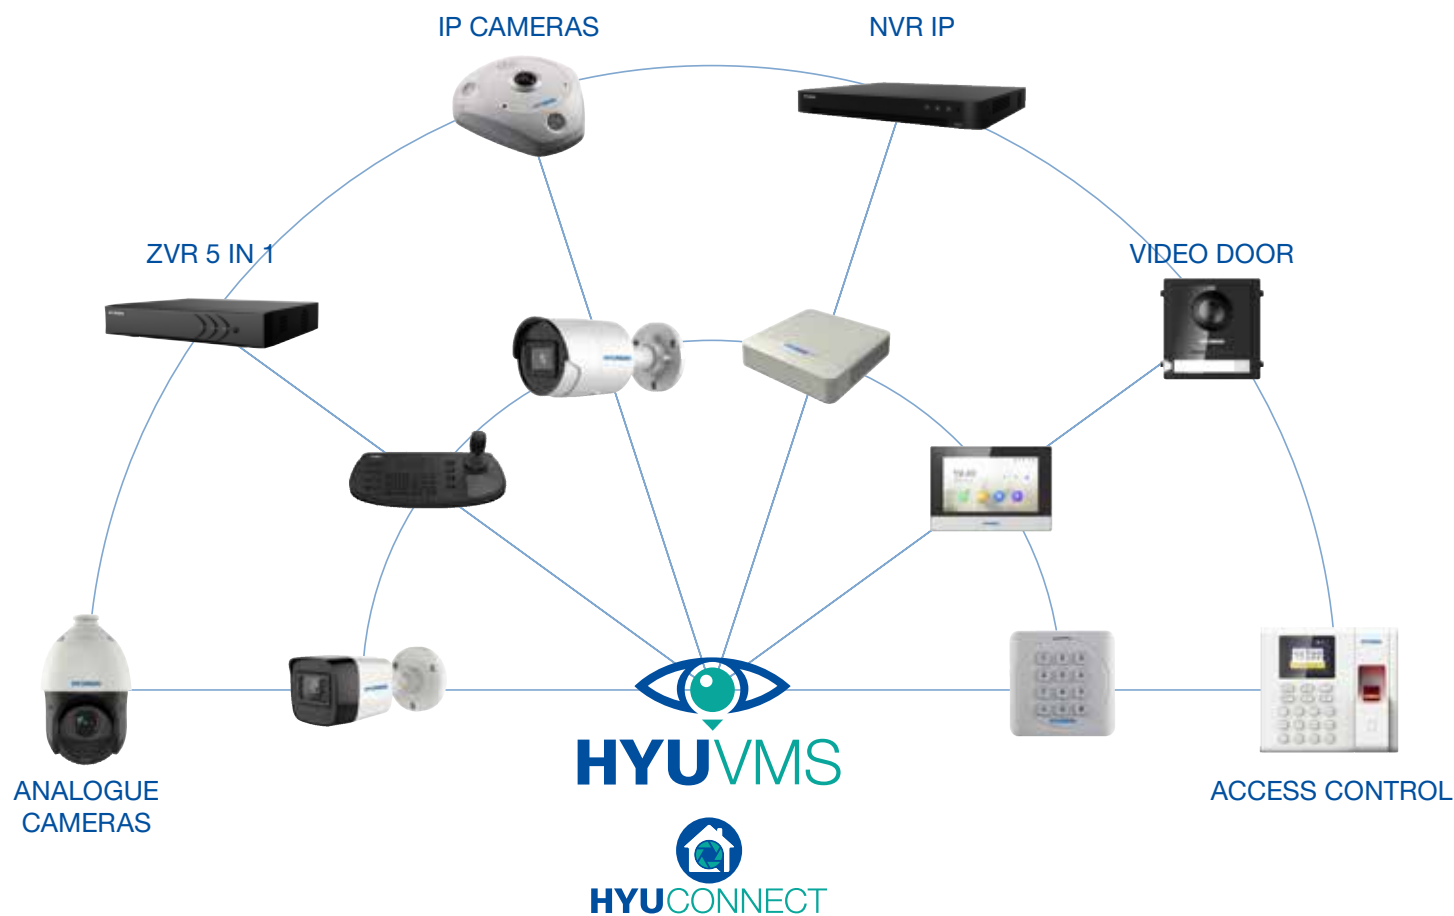 IP CAMERAS
NVR IP
ZVR 5 IN 1
VIDEO DOOR
HYUVMS
ANALOGUE
CAMERAS
ACCESS CONTROL
HYUCONNECT